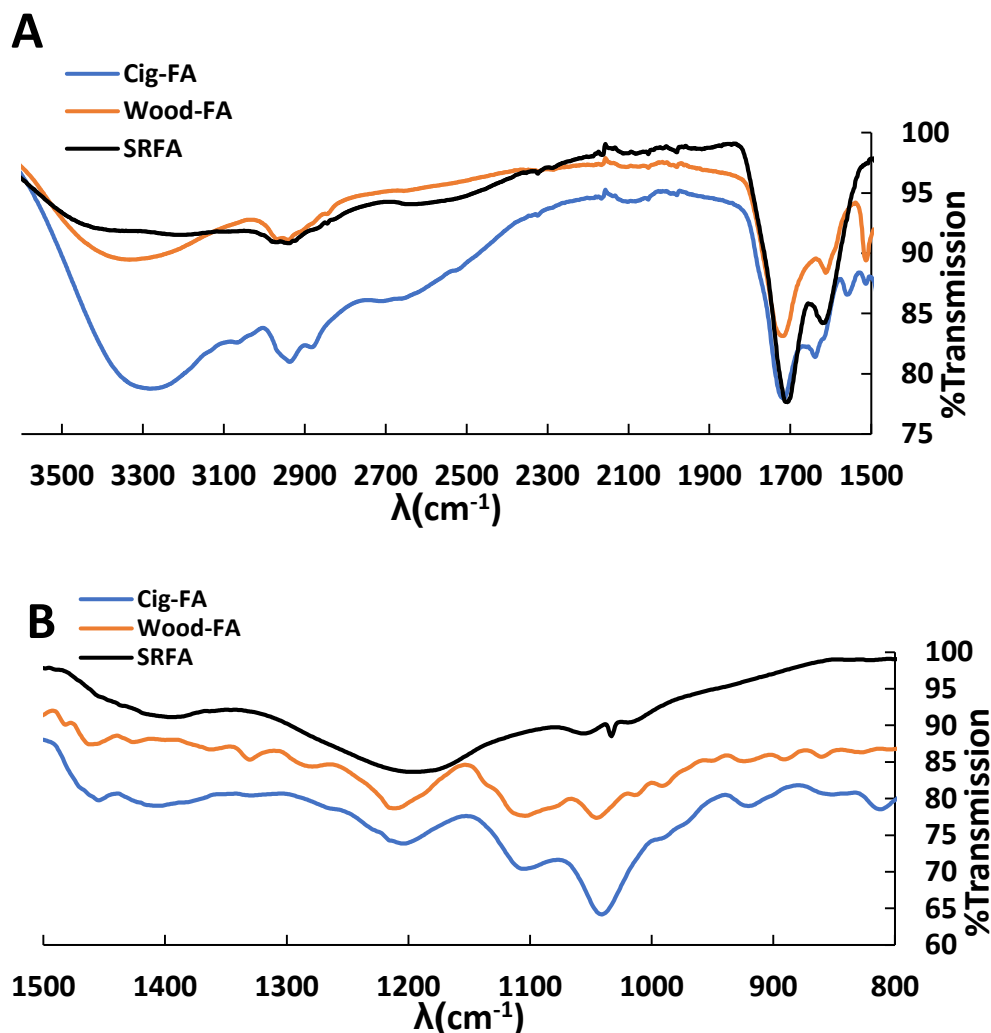 A
Cig-FA
Wood-FA
SRFA
100
95
90
85
80
75
%Transmission
3500 3300 3100 2900 2700 2500 2300 2100 1900 1700 1500
λ(cm⁻¹)
B
Cig-FA
Wood-FA
SRFA
100
95
90
85
80
75
70
65
60
%Transmission
1500 1400 1300 1200 1100 1000 900 800
λ(cm⁻¹)